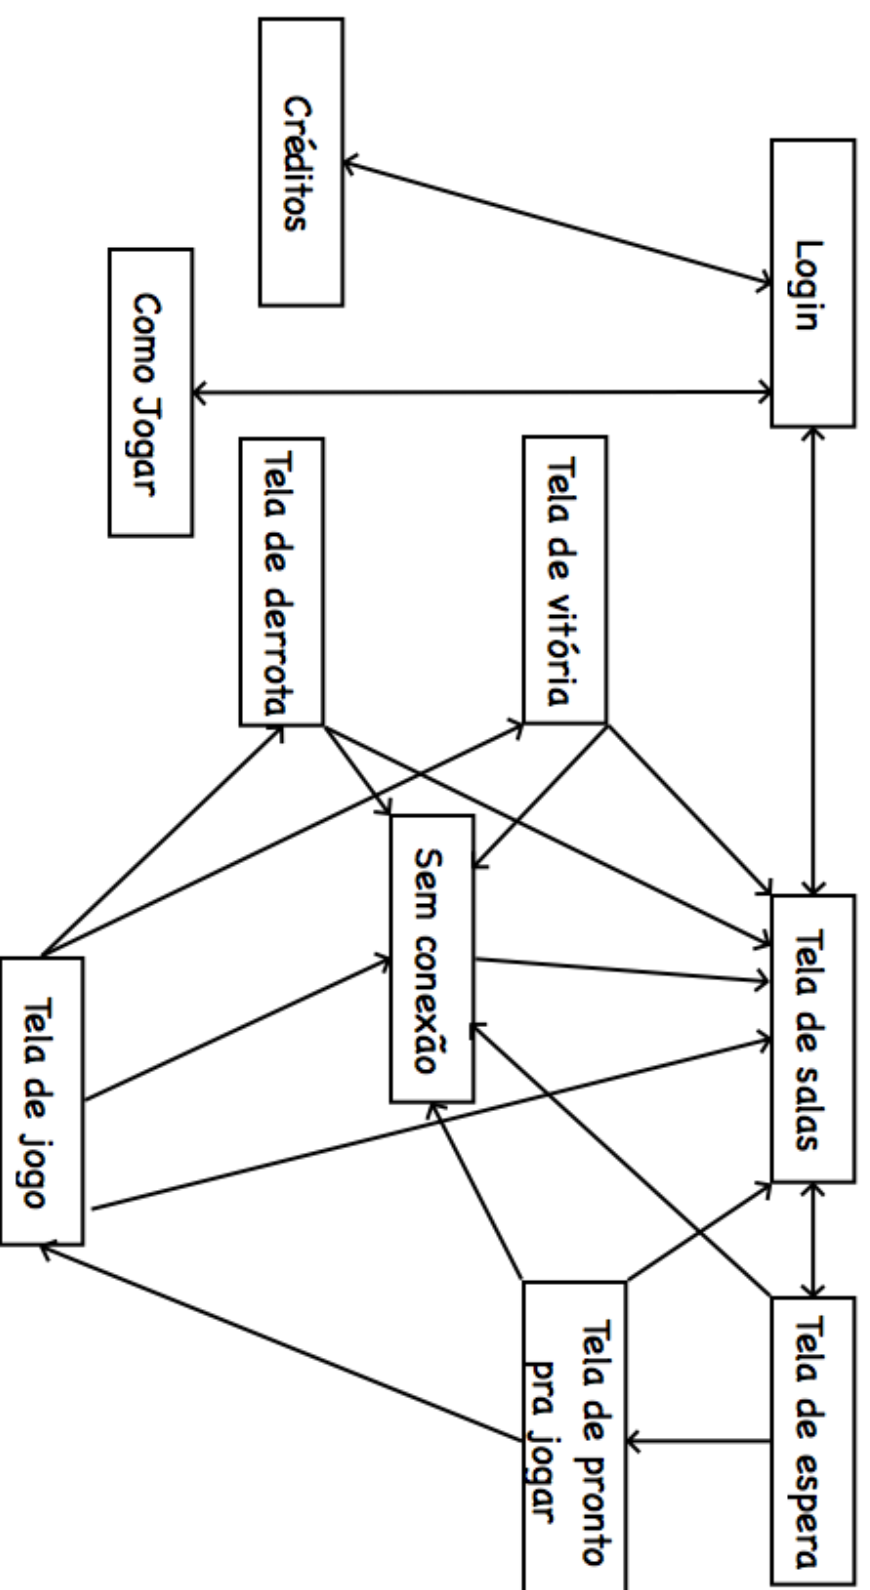 Login
Tela de salas
Tela de espera
Tela de pronto
pra jogar
Tela de vitória
Sem conexão
Créditos
Tela de derrota
Como Jogar
Tela de jogo